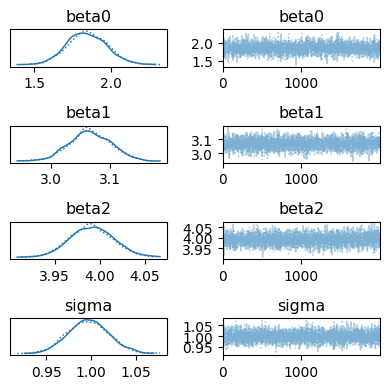 beta0 beta0
2.0
1.5
1.5 2.0 0 1000
beta1 beta1
3.1
3.0
3.0 3.1 0 1000
beta2 beta2
4.05
4.00
3.95
3.95 4.00 4.05 0 1000
sigma sigma
1.05
1.00
0.95
0.95 1.00 1.05 0 1000